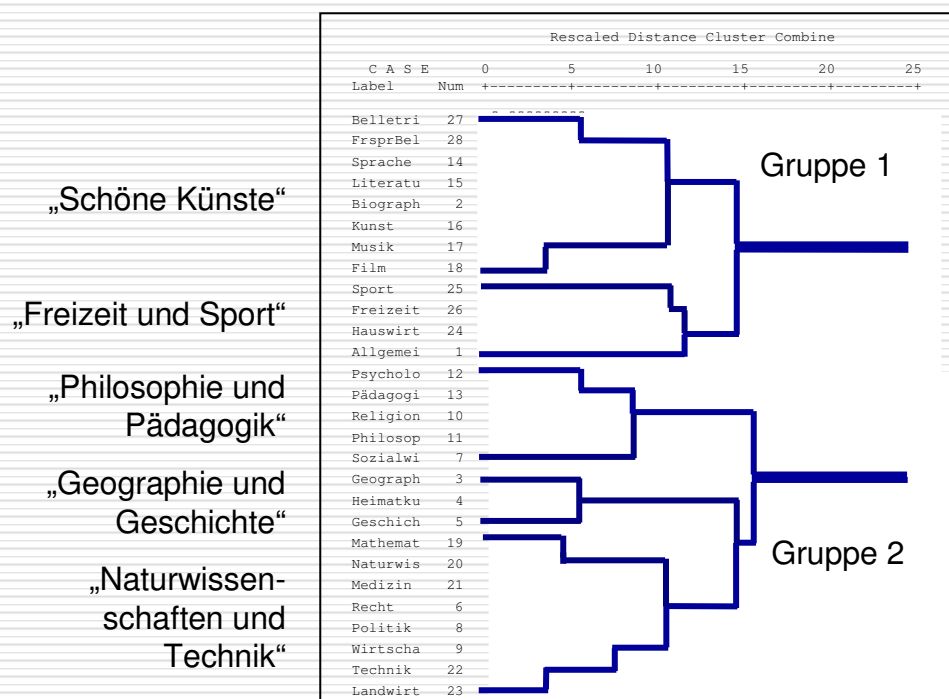 Rescaled Distance Cluster Combine
C A S E 0 5 10 15 20 25
Label Num +---------+---------+---------+---------+---------+
Belletri 27
FrsprBel 28
Sprache 14
Literatu 15
Biograph 2
Kunst 16
Musik 17
Film 18
Sport 25
Freizeit 26
Hauswirt 24
Allgemei 1
Psycholo 12
Pädagogi 13
Religion 10
Philosop 11
Sozialwi 7
Geograph 3
Heimatku 4
Geschich 5
Mathemat 19
Naturwis 20
Medizin 21
Recht 6
Politik 8
Wirtscha 9
Technik 22
Landwirt 23
„Schöne Künste“
„Freizeit und Sport“
„Philosophie und
Pädagogik“
„Geographie und
Geschichte“
„Naturwissen-
schaften und
Technik“
Gruppe 1
Gruppe 2